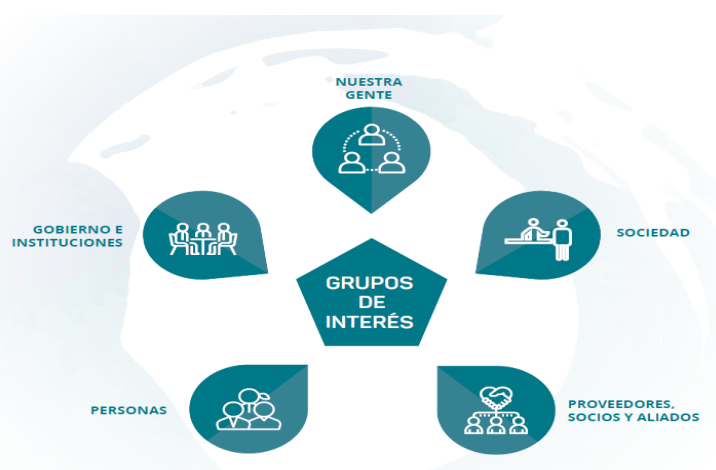 NUESTRA
GENTE
GOBIERNO E
INSTITUCIONES
SOCIEDAD
GRUPOS
DE
INTERÉS
PERSONAS
PROVEEDORES,
SOCIOS Y ALIADOS